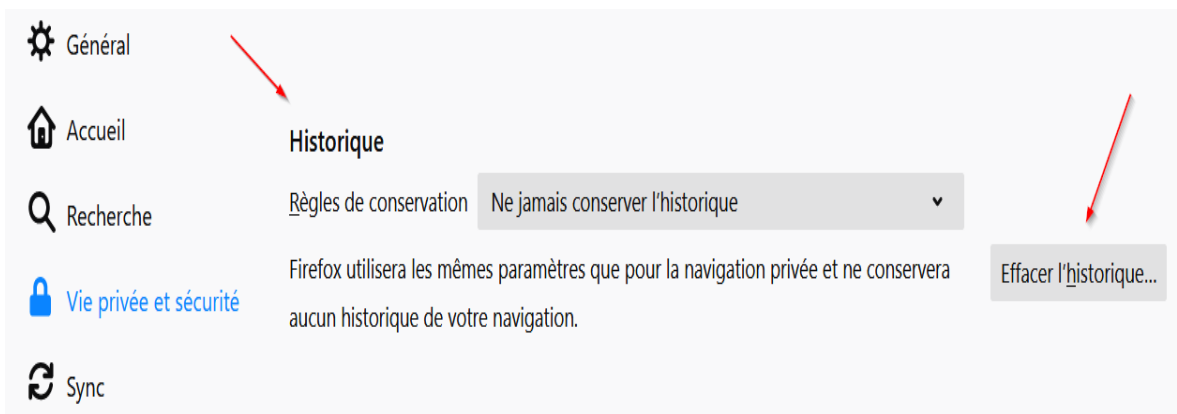 Général
Accueil
Recherche
Vie privée et sécurité
Sync
Historique
Règles de conservation Ne jamais conserver l'historique
Firefox utilisera les mêmes paramètres que pour la navigation privée et ne conservera
aucun historique de votre navigation.
Effacer l'historique...